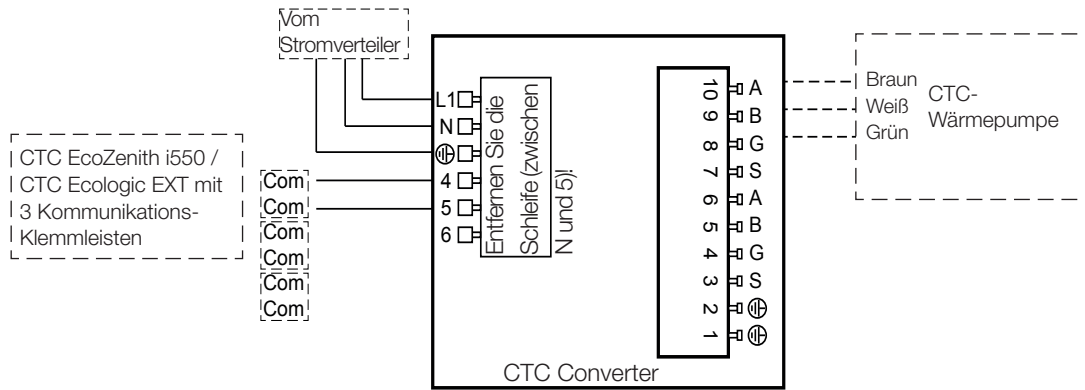 Vom
Stromverteiler
CTC EcoZenith i550 /
CTC Ecologic EXT mit
3 Kommunikations-
Klemmleisten
Com
Com
Com
Com
Com
Com
L1
N
4
5
6
Entfernen Sie die
Schleife (zwischen
N und 5)!
10 A
9 B
8 G
7 S
6 A
5 B
4 G
3 S
2
1
Braun
Weiß
Grün
CTC-
Wärmepumpe
CTC Converter